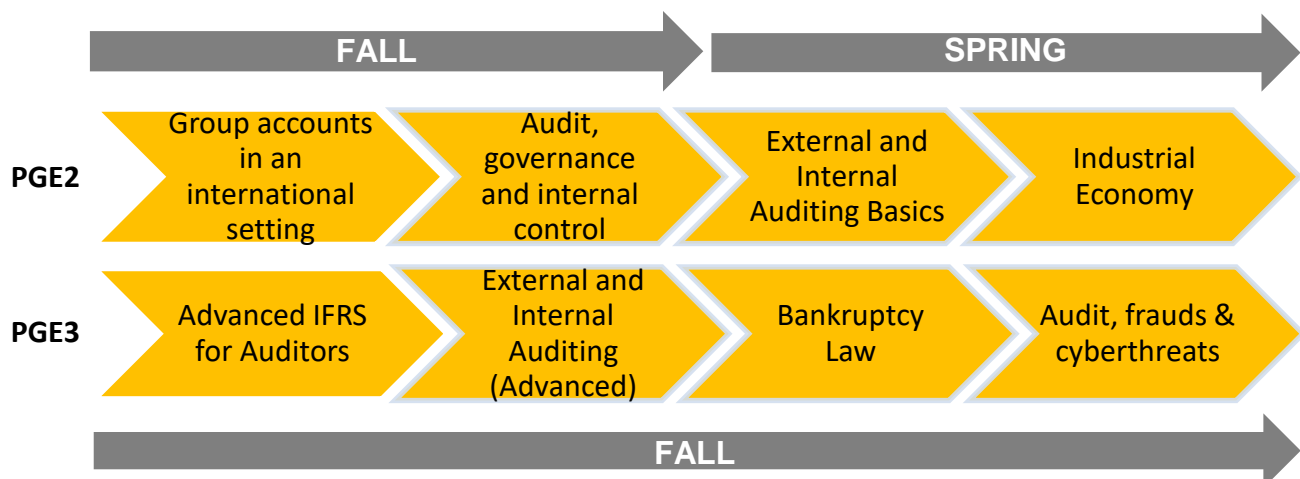 FALL
SPRING
PGE2
Group accounts
in an
international
setting
Audit,
governance
and internal
control
External and
Internal
Auditing Basics
Industrial
Economy
PGE3
Advanced IFRS
for Auditors
External and
Internal
Auditing
(Advanced)
Bankruptcy
Law
Audit, frauds &
cyberthreats
FALL